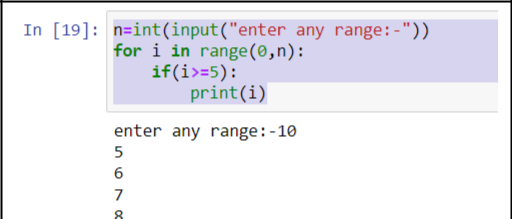 In [19]: n=int(input("enter any range:-"))
for i in range(0,n):
    if(i>=5):
        print(i)
enter any range:-10
5
6
7
8